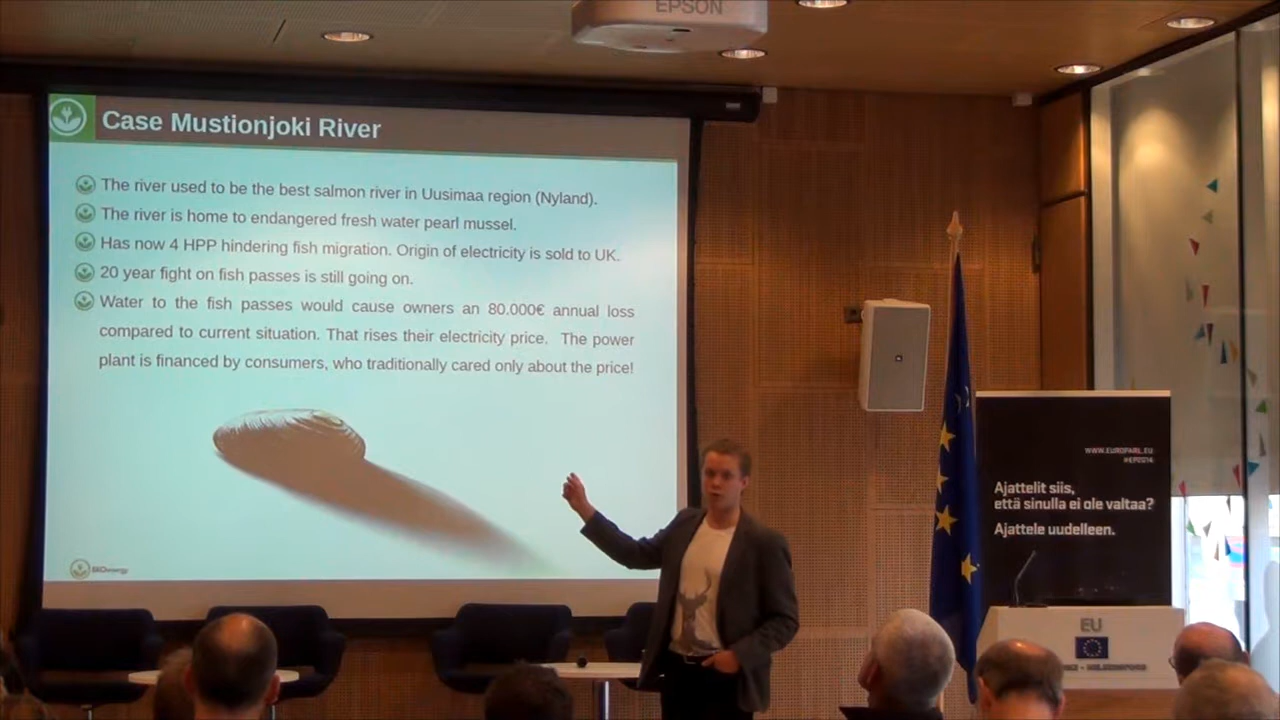 EPSON
Case Mustionjoki River
The river used to be the best salmon river in Uusimaa region (Nyland).
The river is home to endangered fresh water pearl mussel.
Has now 4 HPP hindering fish migration. Origin of electricity is sold to UK.
20 year fight on fish passes is still going on.
Water to the fish passes would cause owners an 80.000€ annual loss
compared to current situation. That rises their electricity price. The power
plant is financed by consumers, who traditionally cared only about the price!
EKOenergy
WWW.EUROPARL.EU
#EP2014
Ajattelit siis,
että sinulla ei ole valtaa?
Ajattele uudelleen.
EU
HELSINGFORS